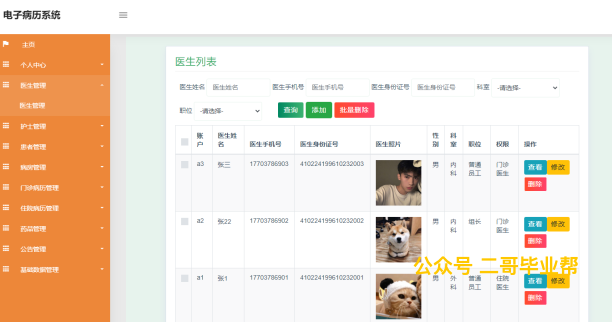 电子病历系统
主页
个人中心
医生管理
医生管理
护士管理
患者管理
病房管理
门诊病历管理
住院病历管理
药品管理
公告管理
基础数据管理
医生列表
医生姓名 医生姓名 医生手机号 医生手机号 医生身份证号 医生身份证号 科室 -请选择-
职位 -请选择- 查询 添加 批量删除
账户 医生姓名 医生手机号 医生身份证号 医生照片 性别 科室 职位 权限 操作
a3 张三 17703786903 410224199610232003 男 内科 普通员工 门诊医生 查看 修改 删除
a2 张22 17703786902 410224199610232002 男 内科 组长 门诊医生 查看 修改 删除
a1 张1 17703786901 410224199610232001 男 外科 普通员工 住院医生 查看 修改 删除
公众号 二哥毕业帮